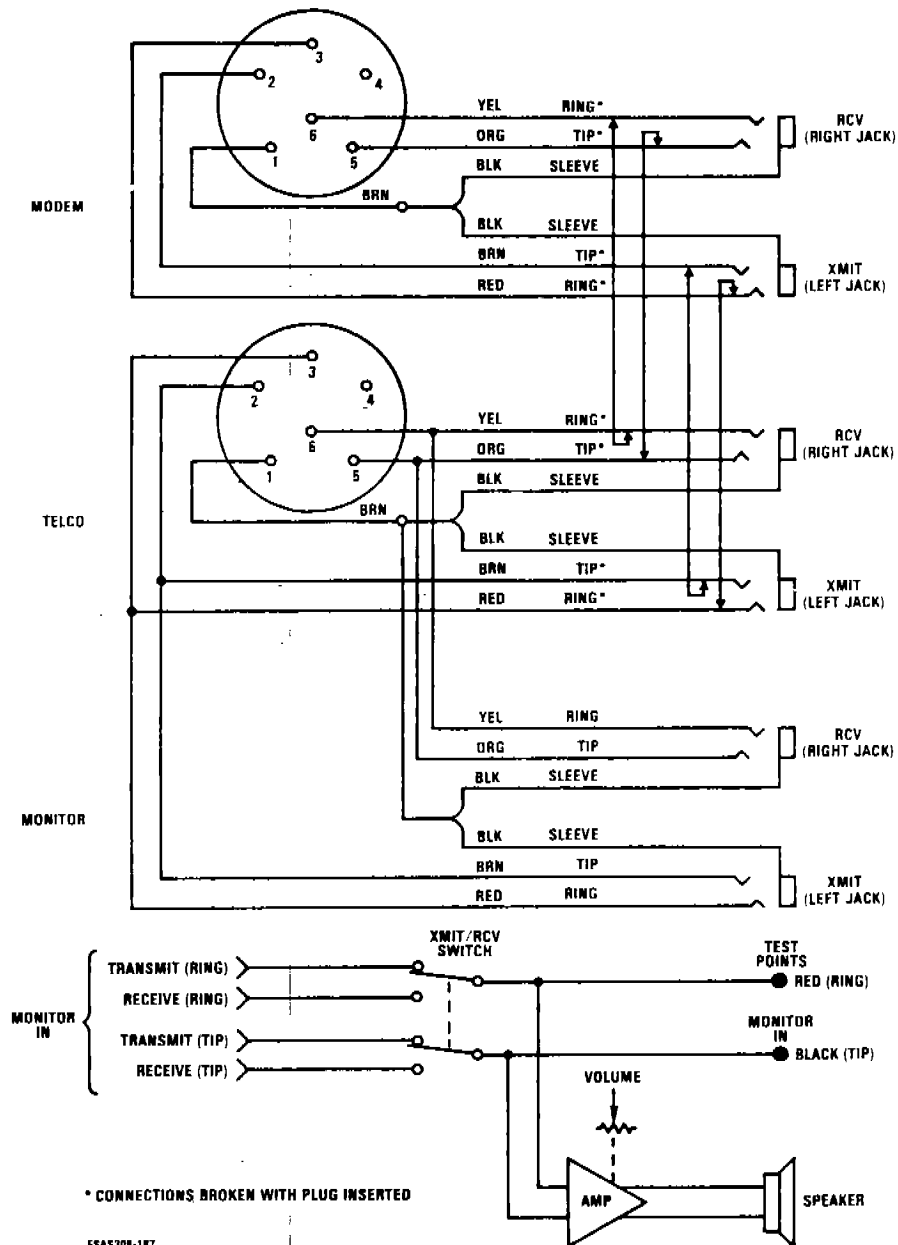 3
2
4
6
1
5
YEL RING*
ORG TIP*
BLK SLEEVE
RCV
(RIGHT JACK)
BRN
MODEM
BLK SLEEVE
BRN TIP*
RED RING*
XMIT
(LEFT JACK)
3
2
4
6
1
5
YEL RING*
ORG TIP*
BLK SLEEVE
RCV
(RIGHT JACK)
BRN
TELCO
BLK SLEEVE
BRN TIP*
RED RING*
XMIT
(LEFT JACK)
YEL RING
ORG TIP
BLK SLEEVE
RCV
(RIGHT JACK)
MONITOR
BLK SLEEVE
BRN TIP
RED RING
XMIT
(LEFT JACK)
XMIT/RCV
SWITCH
TEST
POINTS
MONITOR
IN
TRANSMIT (RING)
RECEIVE (RING)
TRANSMIT (TIP)
RECEIVE (TIP)
RED (RING)
MONITOR
IN
BLACK (TIP)
VOLUME
AMP
SPEAKER
* CONNECTIONS BROKEN WITH PLUG INSERTED